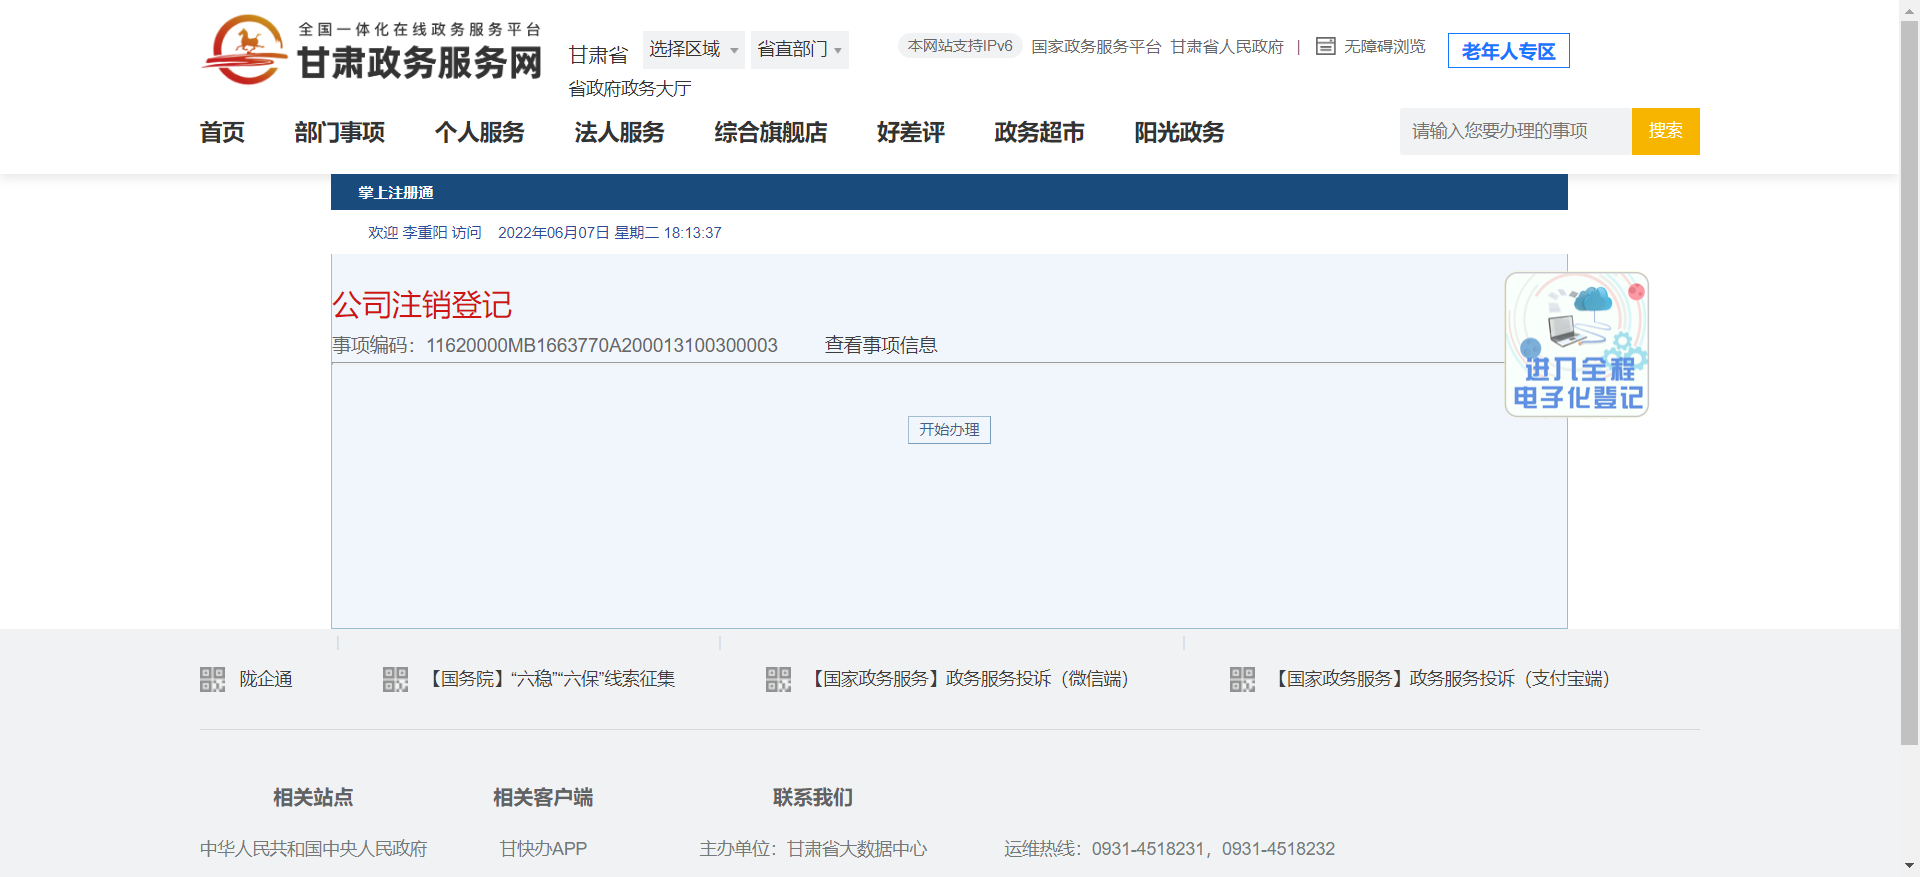 全国一体化在线政务服务平台
甘肃政务服务网
甘肃省 选择区域 省直部门
省政府政务大厅
本网站支持IPv6 国家政务服务平台 甘肃省人民政府 | 无障碍浏览 老年人专区
首页 部门事项 个人服务 法人服务 综合旗舰店 好差评 政务超市 阳光政务
请输入您要办理的事项 搜索
掌上注册通
欢迎 李重阳 访问 2022年06月07日 星期二 18:13:37
公司注销登记
事项编码：11620000MB1663770A200013100300003 查看事项信息
进入全程
电子化登记
开始办理
陇企通 【国务院】“六稳”“六保”线索征集 【国家政务服务】政务服务投诉（微信端） 【国家政务服务】政务服务投诉（支付宝端）
相关站点 相关客户端 联系我们
中华人民共和国中央人民政府 甘快办APP 主办单位：甘肃省大数据中心 运维热线：0931-4518231，0931-4518232